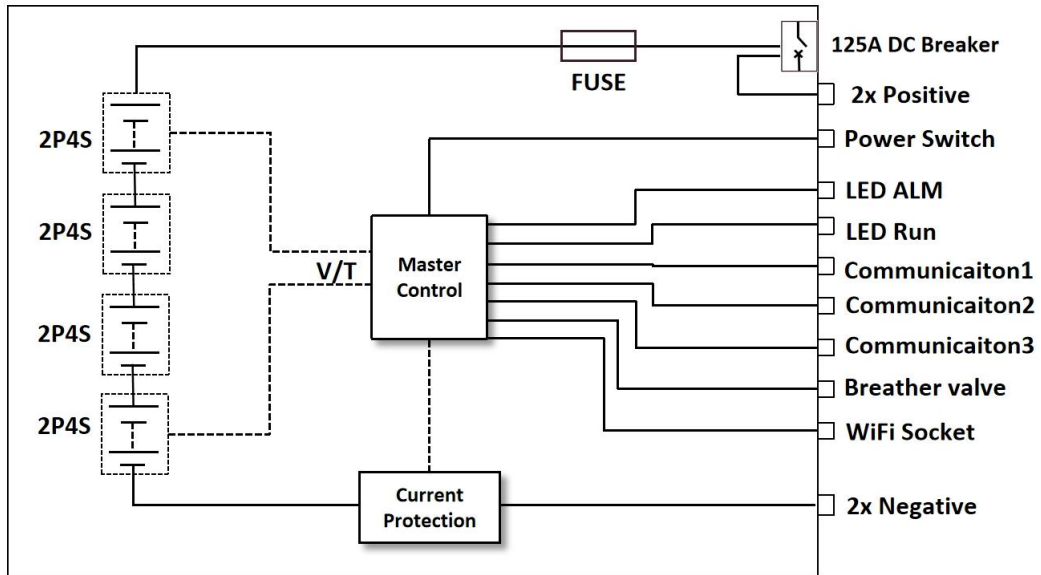 125A DC Breaker
FUSE
2x Positive
2P4S
Power Switch
LED ALM
2P4S
LED Run
V/T
Master
Control
Communicaiton1
Communicaiton2
2P4S
Communicaiton3
Breather valve
2P4S
WiFi Socket
Current
Protection
2x Negative